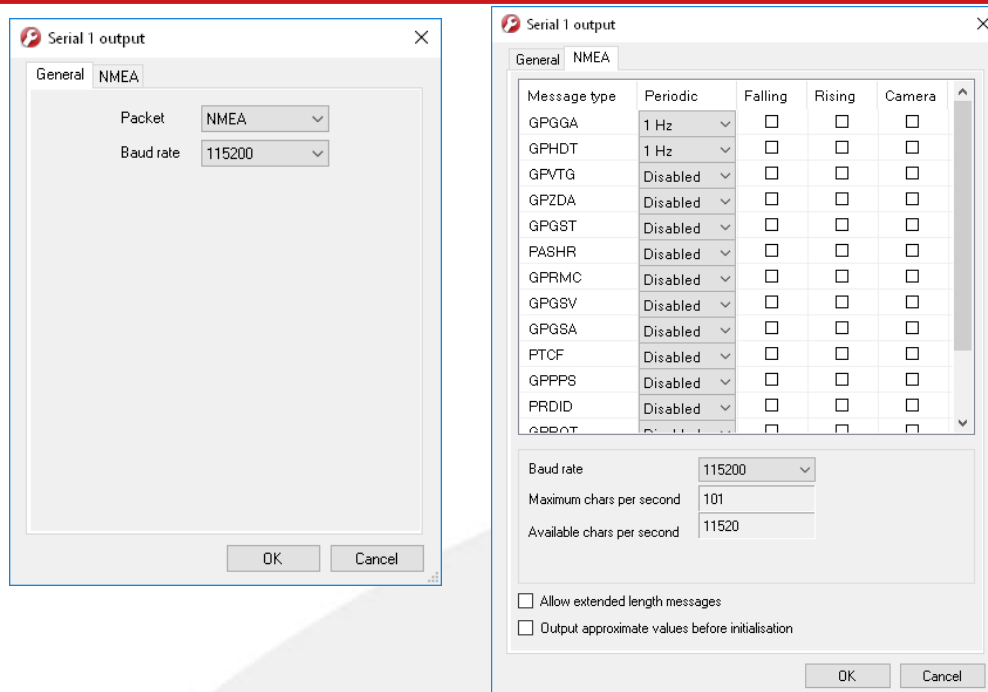 Serial 1 output
General NMEA
Packet NMEA
Baud rate 115200
OK Cancel
Serial 1 output
General NMEA
Message type Periodic Falling Rising Camera
GPGGA 1 Hz
GPHDT 1 Hz
GPVTG Disabled
GPZDA Disabled
GPGST Disabled
PASHR Disabled
GPRMC Disabled
GPGSV Disabled
GPGSA Disabled
PTCF Disabled
GPPPS Disabled
PRDID Disabled
Baud rate 115200
Maximum chars per second 101
Available chars per second 11520
Allow extended length messages
Output approximate values before initialisation
OK Cancel